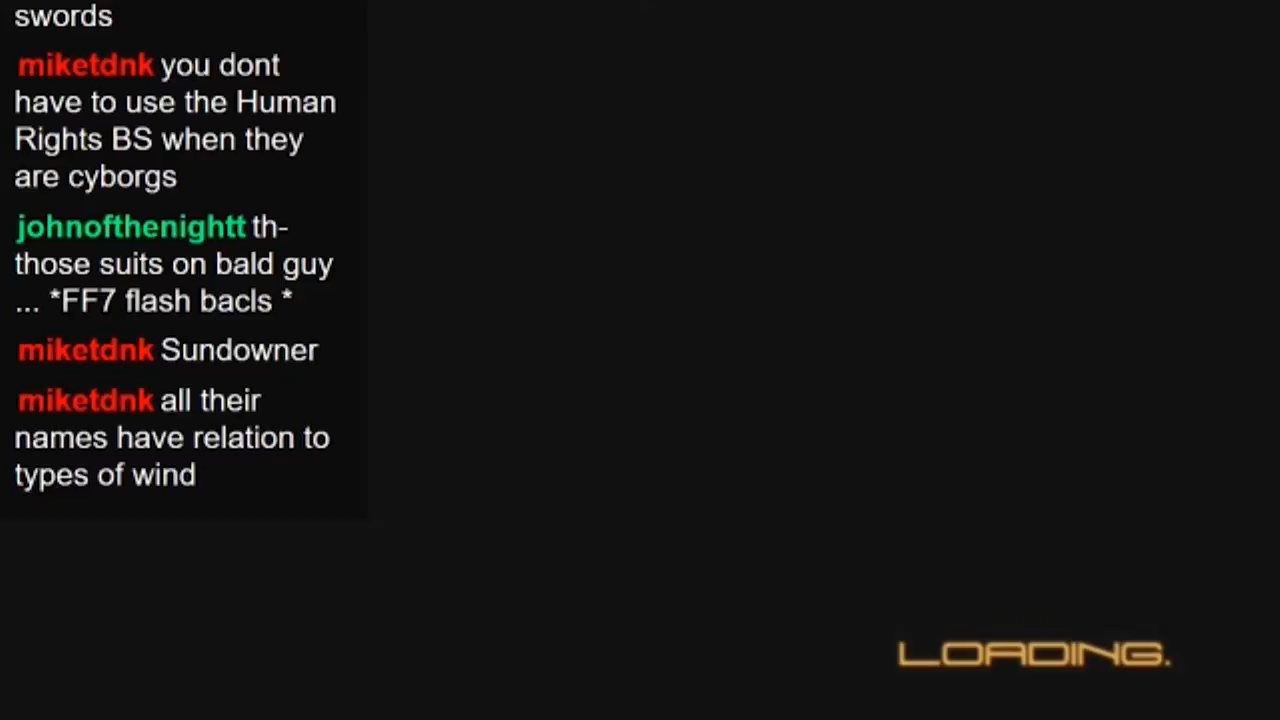 swords
miketdnk you dont
have to use the Human
Rights BS when they
are cyborgs
johnofthenightt th-
those suits on bald guy
... *FF7 flash bacls *
miketdnk Sundowner
miketdnk all their
names have relation to
types of wind
LOADING.